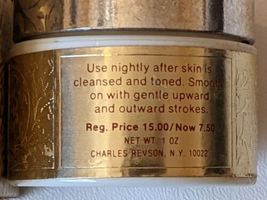 Use nightly after skin is
cleansed and toned. Smooth
on with gentle upward
and outward strokes.
Reg. Price 15.00/Now 7.50
NET WT. 1 OZ
CHARLES REVSON, N.Y. 10022